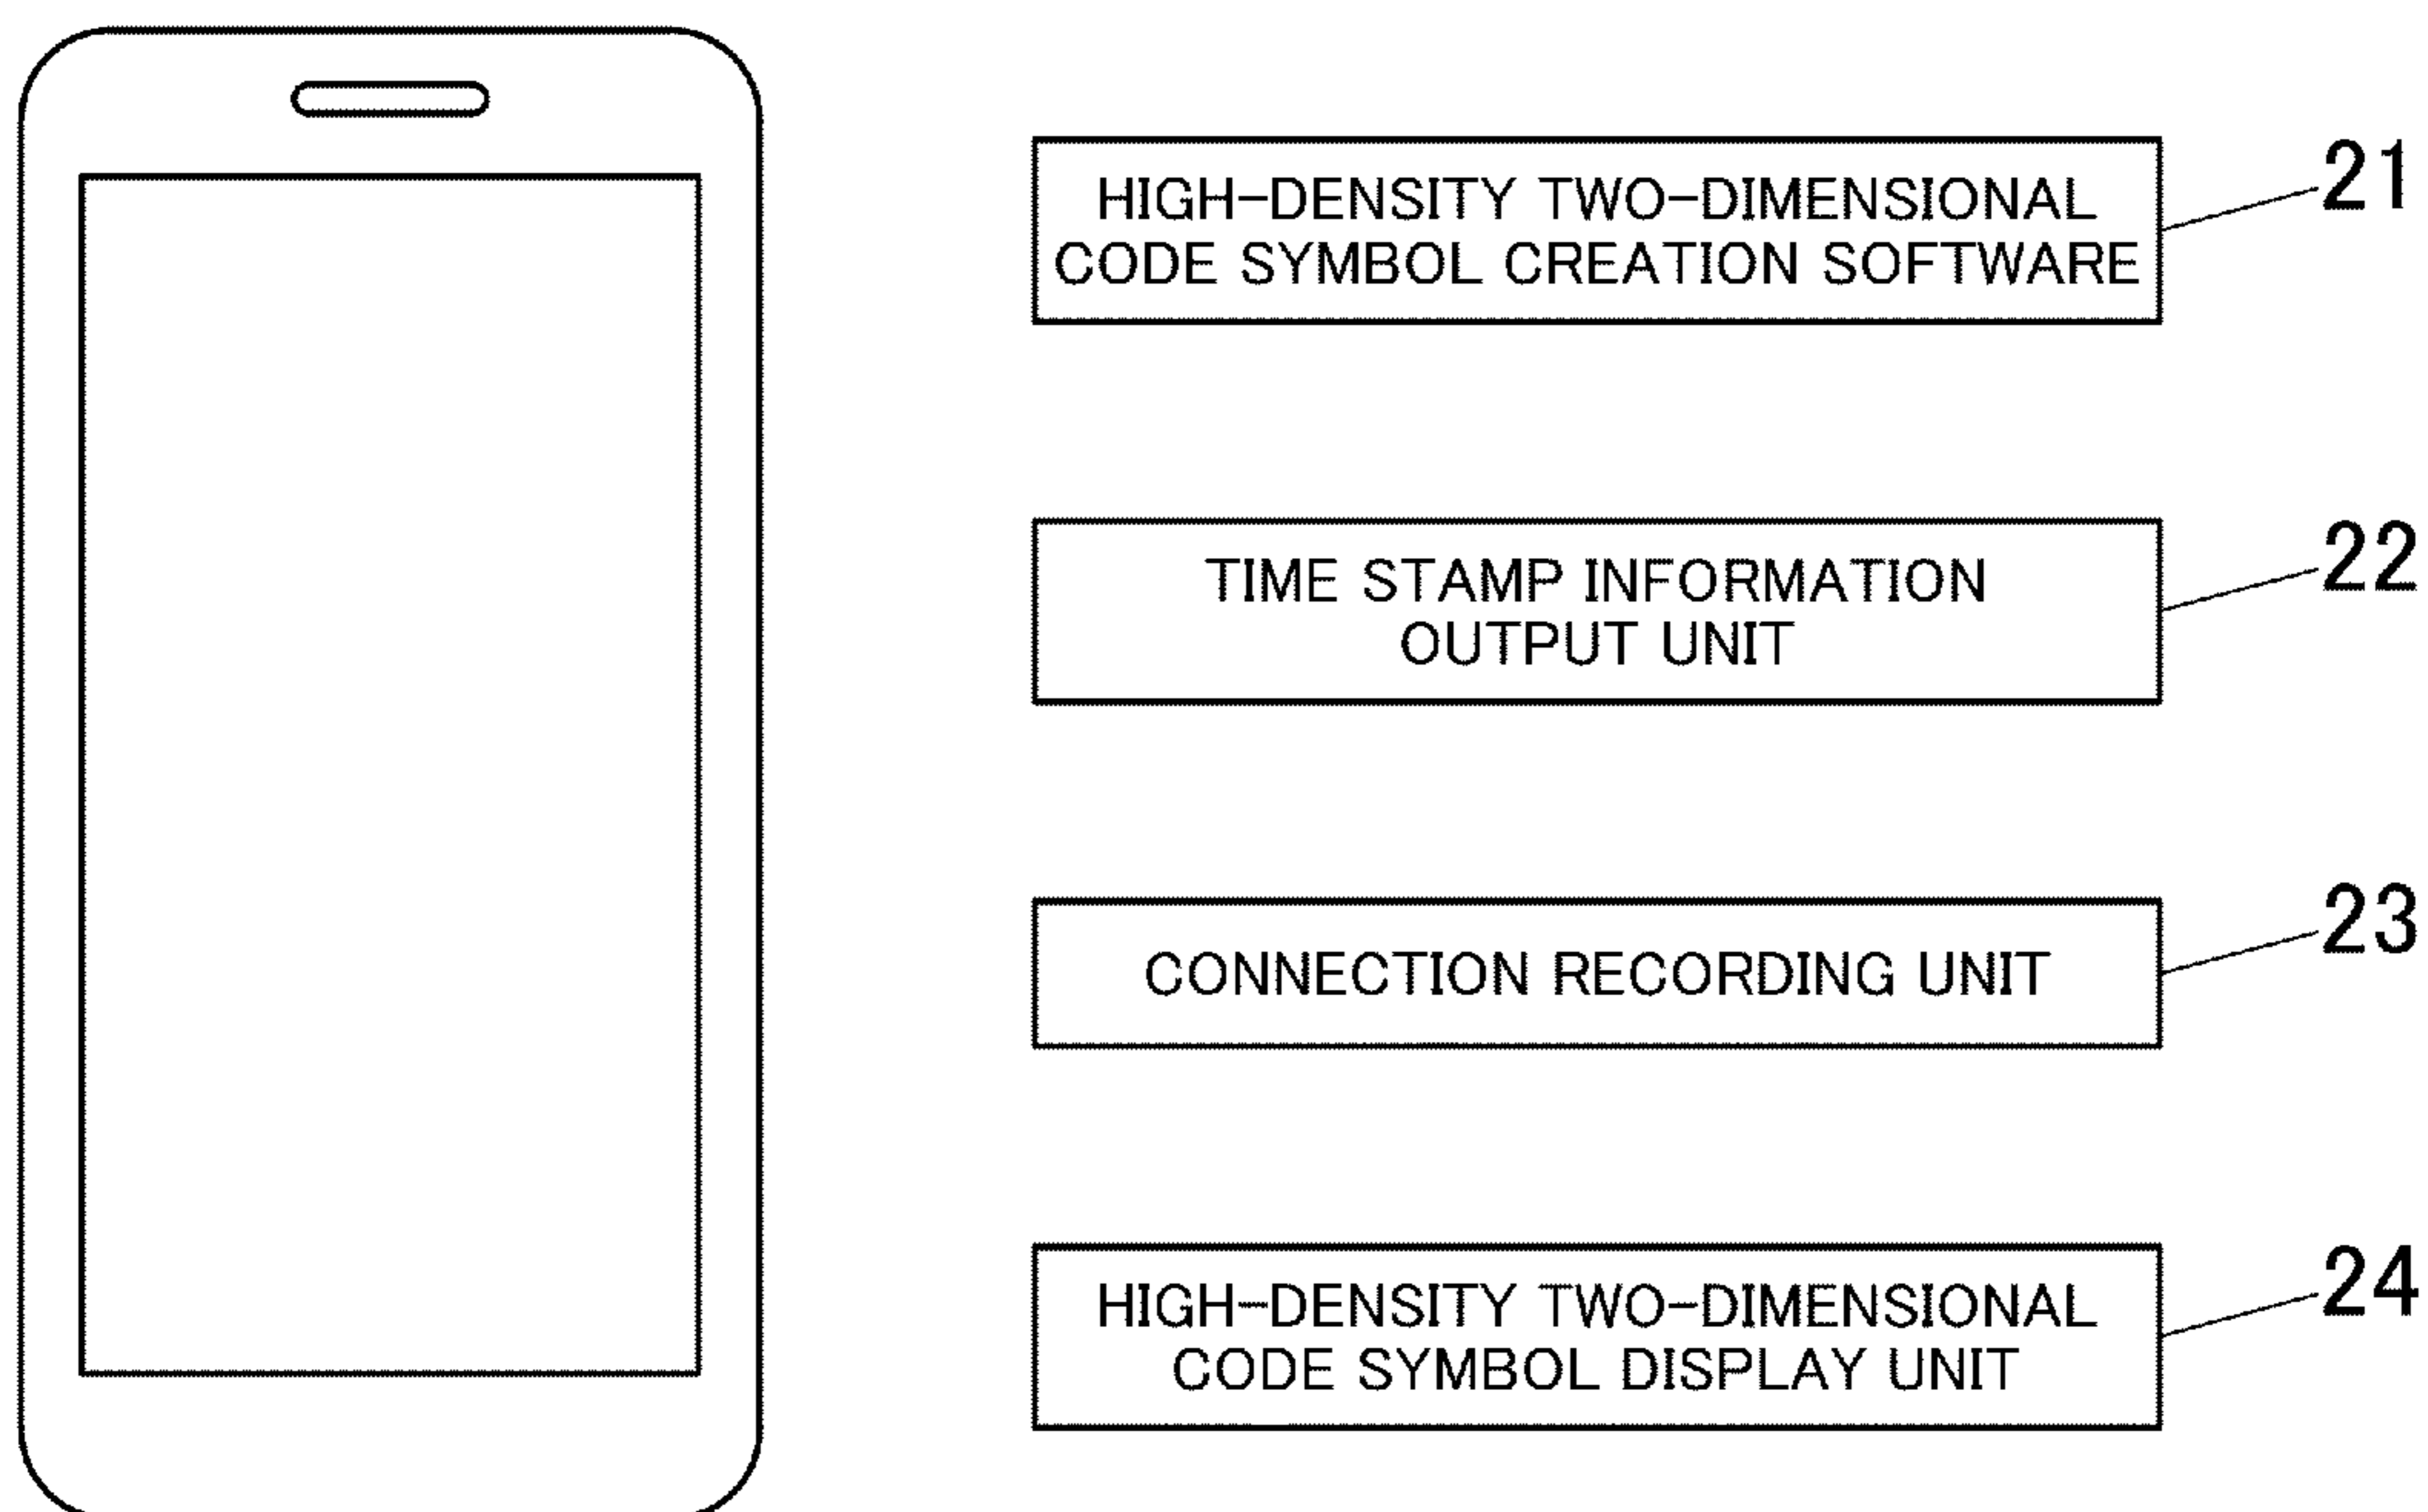 HIGH-DENSITY TWO-DIMENSIONAL
CODE SYMBOL CREATION SOFTWARE
21
TIME STAMP INFORMATION
OUTPUT UNIT
22
CONNECTION RECORDING UNIT
23
HIGH-DENSITY TWO-DIMENSIONAL
CODE SYMBOL DISPLAY UNIT
24